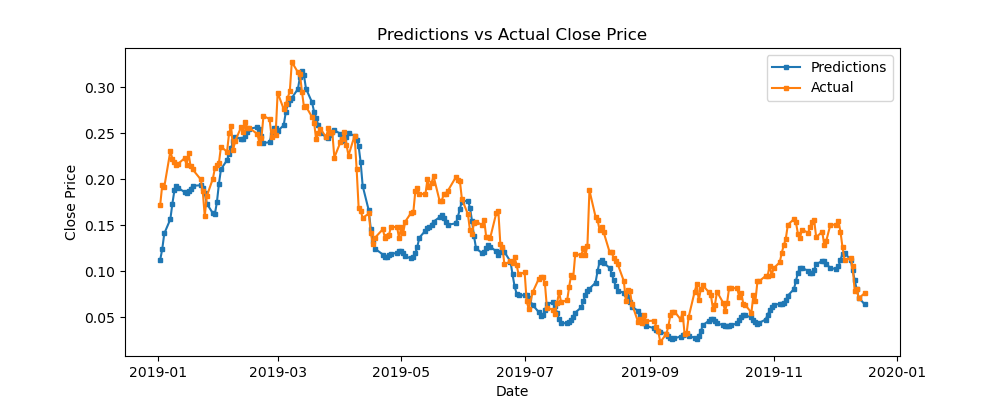 Predictions vs Actual Close Price
Predictions
Actual
Close Price
0.30
0.25
0.20
0.15
0.10
0.05
2019-01
2019-03
2019-05
2019-07
2019-09
2019-11
2020-01
Date